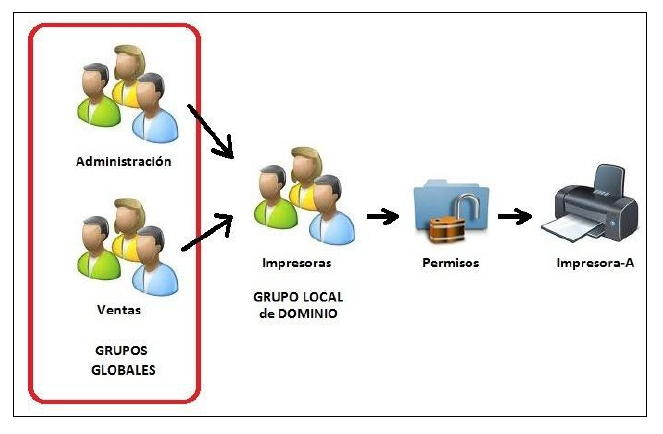 Administración
Ventas
GRUPOS
GLOBALES
Impresoras
GRUPO LOCAL
de DOMINIO
Permisos
Impresora-A